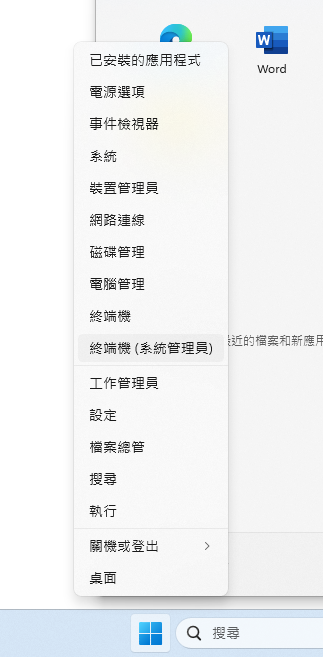 Word
已安裝的應用程式
電源選項
事件檢視器
系統
裝置管理員
網路連線
磁碟管理
電腦管理
終端機
終端機 (系統管理員)
近的檔案和新應用
工作管理員
設定
檔案總管
搜尋
執行
關機或登出
桌面
搜尋